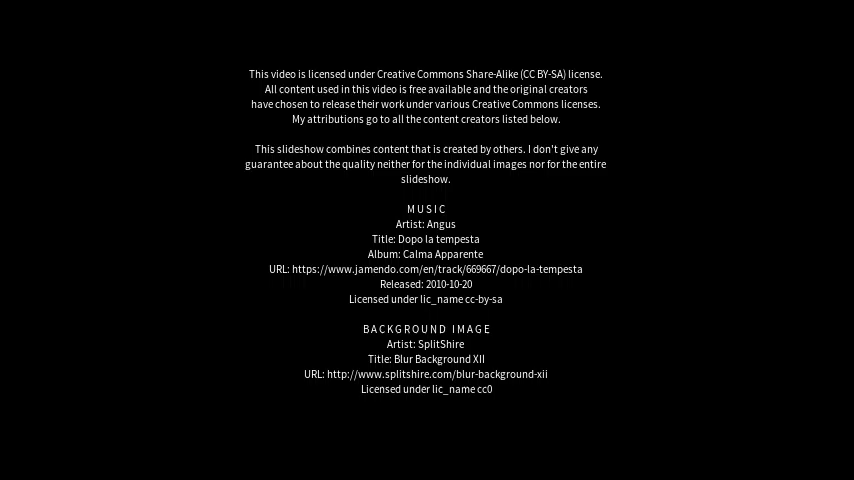 This video is licensed under Creative Commons Share-Alike (CC BY-SA) license.
All content used in this video is free available and the original creators
have chosen to release their work under various Creative Commons licenses.
My attributions go to all the content creators listed below.
This slideshow combines content that is created by others. I don't give any
guarantee about the quality neither for the individual images nor for the entire
slideshow.
MUSIC
Artist: Angus
Title: Dopo la tempesta
Album: Calma Apparente
URL: https://www.jamendo.com/en/track/669667/dopo-la-tempesta
Released: 2010-10-20
Licensed under lic_name cc-by-sa
BACKGROUND IMAGE
Artist: SplitShire
Title: Blur Background XII
URL: http://www.splitshire.com/blur-background-xii
Licensed under lic_name cc0